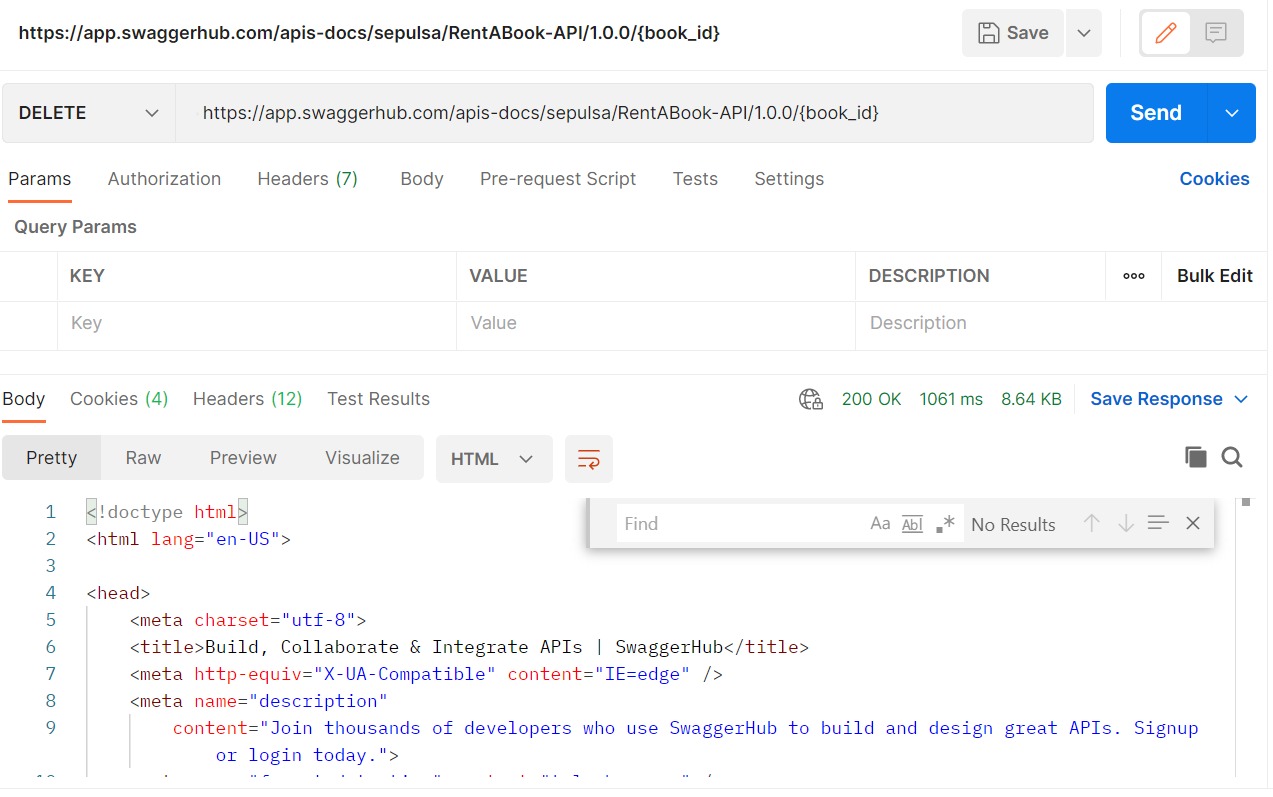 https://app.swaggerhub.com/apis-docs/sepulsa/RentABook-API/1.0.0/{book_id}
Save
DELETE
https://app.swaggerhub.com/apis-docs/sepulsa/RentABook-API/1.0.0/{book_id}
Send
Params Authorization Headers (7) Body Pre-request Script Tests Settings Cookies
Query Params
KEY VALUE DESCRIPTION ooo Bulk Edit
Key Value Description
Body Cookies (4) Headers (12) Test Results 200 OK 1061 ms 8.64 KB Save Response
Pretty Raw Preview Visualize HTML
Find Aa Abl .* No Results
1 <!doctype html>
2 <html lang="en-US">
3
4 <head>
5 <meta charset="utf-8">
6 <title>Build, Collaborate & Integrate APIs | SwaggerHub</title>
7 <meta http-equiv="X-UA-Compatible" content="IE=edge" />
8 <meta name="description"
9 content="Join thousands of developers who use SwaggerHub to build and design great APIs. Signup
or login today.">